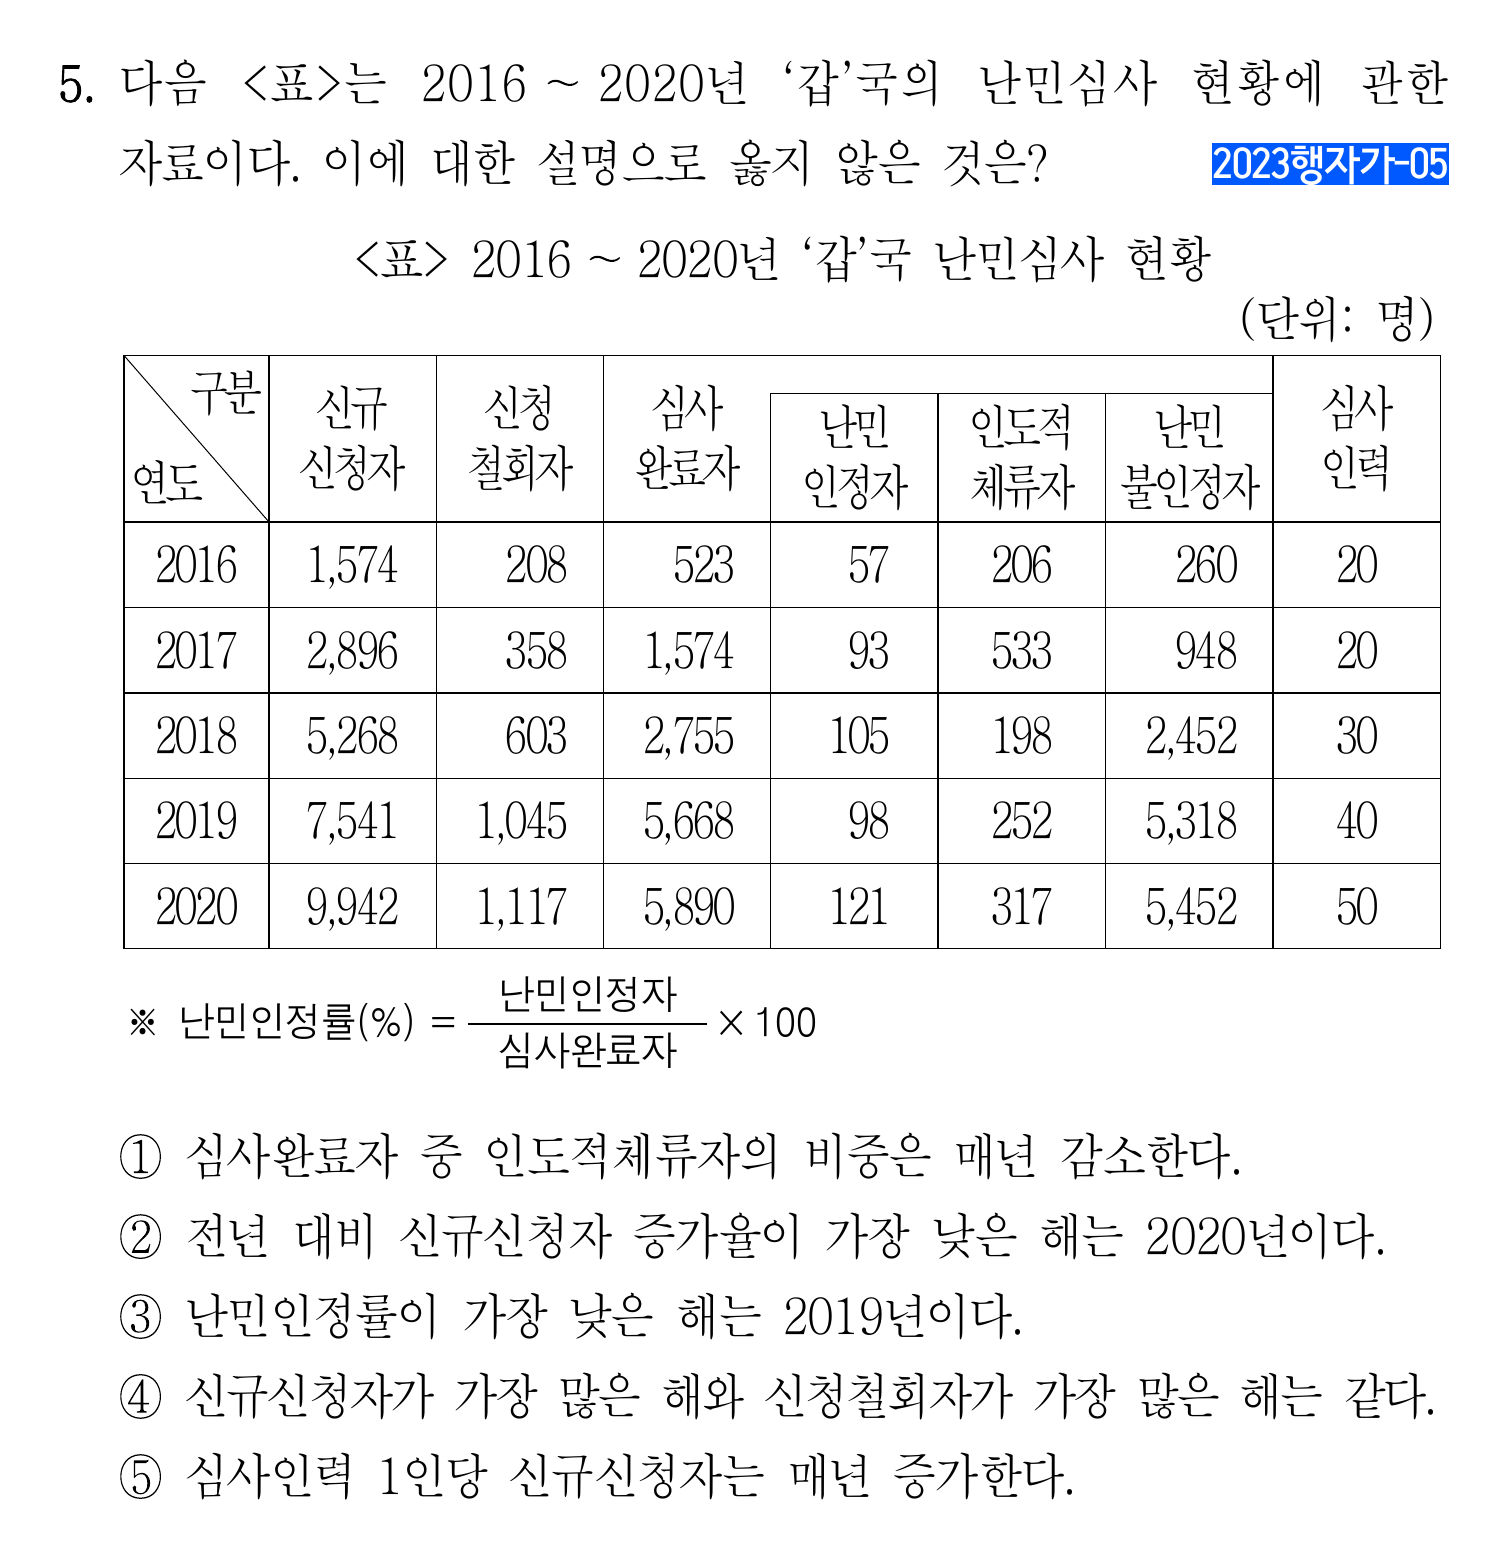 5. 다음 <표>는 2016 ~ 2020년 ‘갑’국의 난민심사 현황에 관한
자료이다. 이에 대한 설명으로 옳지 않은 것은?
2023행자가-05
<표> 2016 ~ 2020년 ‘갑’국 난민심사 현황
(단위: 명)
구분 연도 신규 신청자 신청 철회자 심사 완료자 난민 인정자 인도적 체류자 난민 불인정자 심사 인력
2016 1,574 208 523 57 206 260 20
2017 2,896 358 1,574 93 533 948 20
2018 5,268 603 2,755 105 198 2,452 30
2019 7,541 1,045 5,668 98 252 5,318 40
2020 9,942 1,117 5,890 121 317 5,452 50
난민인정자
※ 난민인정률(%) = × 100
심사완료자
① 심사완료자 중 인도적체류자의 비중은 매년 감소한다.
② 전년 대비 신규신청자 증가율이 가장 낮은 해는 2020년이다.
③ 난민인정률이 가장 낮은 해는 2019년이다.
④ 신규신청자가 가장 많은 해와 신청철회자가 가장 많은 해는 같다.
⑤ 심사인력 1인당 신규신청자는 매년 증가한다.